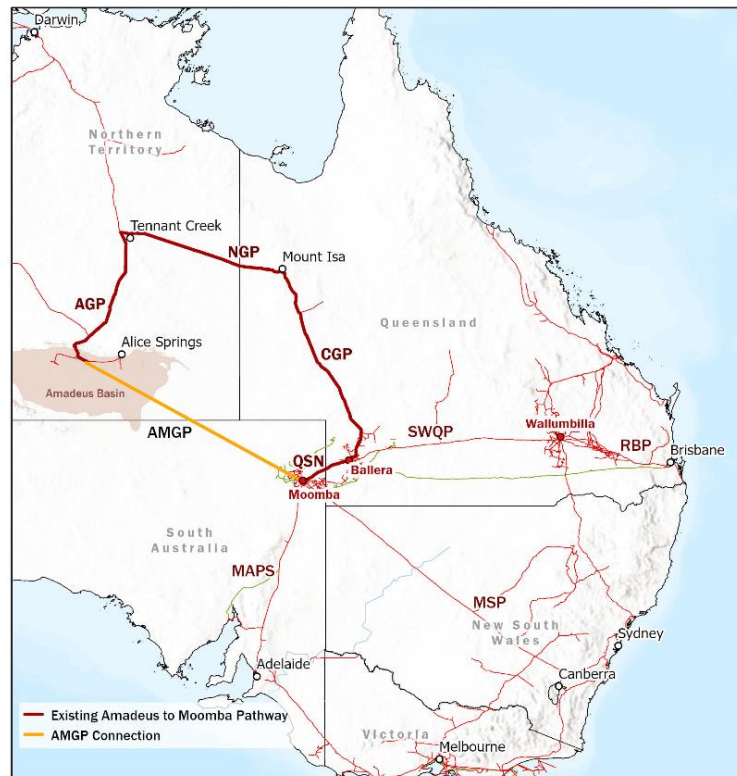 Darwin
Northern
Territory
Tennant Creek
NGP
Mount Isa
AGP
Queensland
Alice Springs
CGP
Amadeus Basin
AMGP
SWQP
Wallumbilla
RBP
Brisbane
QSN
Ballera
Moomba
South
Australia
MAPS
MSP
New South
Wales
Sydney
Adelaide
Canberra
Existing Amadeus to Moomba Pathway
AMGP Connection
Victoria
Melbourne